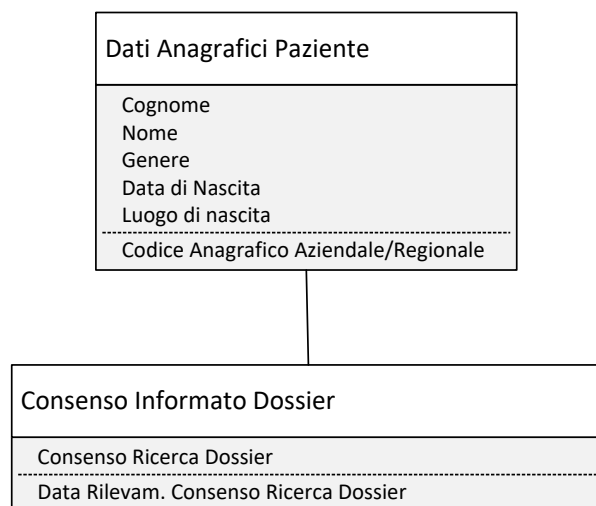 Dati Anagrafici Paziente
Cognome
Nome
Genere
Data di Nascita
Luogo di nascita
Codice Anagrafico Aziendale/Regionale
Consenso Informato Dossier
Consenso Ricerca Dossier
Data Rilevam. Consenso Ricerca Dossier